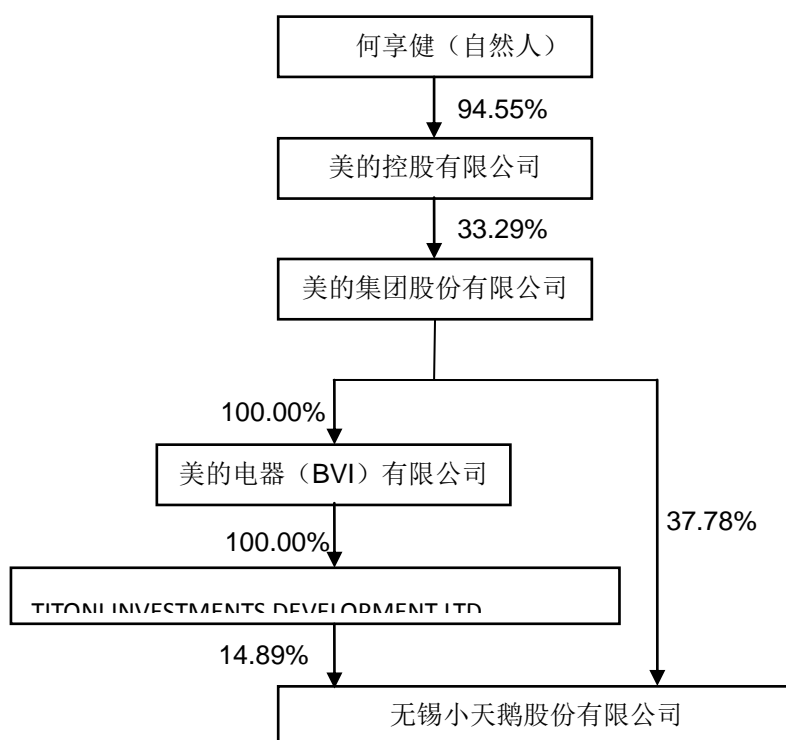 何享健（自然人）
94.55%
美的控股有限公司
33.29%
美的集团股份有限公司
100.00%
美的电器（BVI）有限公司
37.78%
100.00%
TITONI INVESTMENTS DEVELOPMENT LTD
14.89%
无锡小天鹅股份有限公司